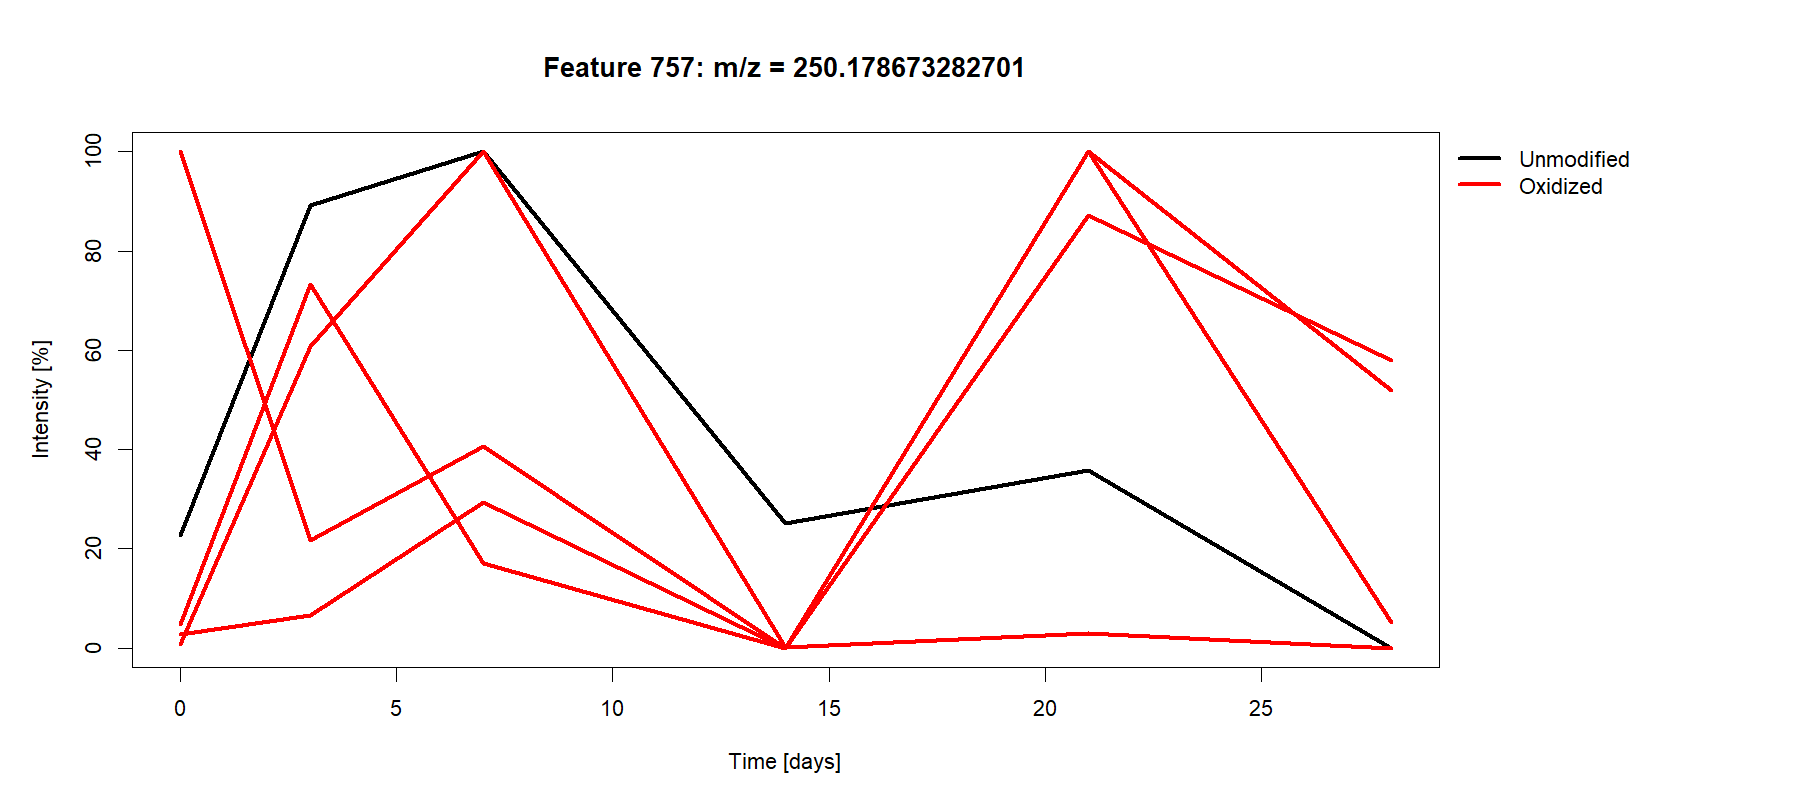 Feature 757: m/z = 250.178673282701
100
80
60
40
20
0
Intensity [%]
Unmodified
Oxidized
0 5 10 15 20 25
Time [days]